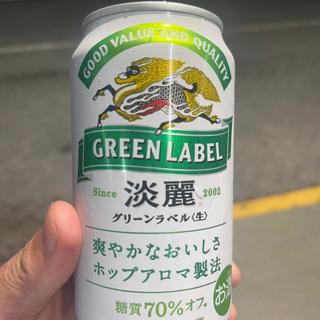 GOOD VALUE AND QUALITY
GREEN LABEL
Since 淡麗 2002
グリーンラベル〈生〉
爽やかなおいしさ
ホップアロマ製法
糖質70%オフ※
お酒